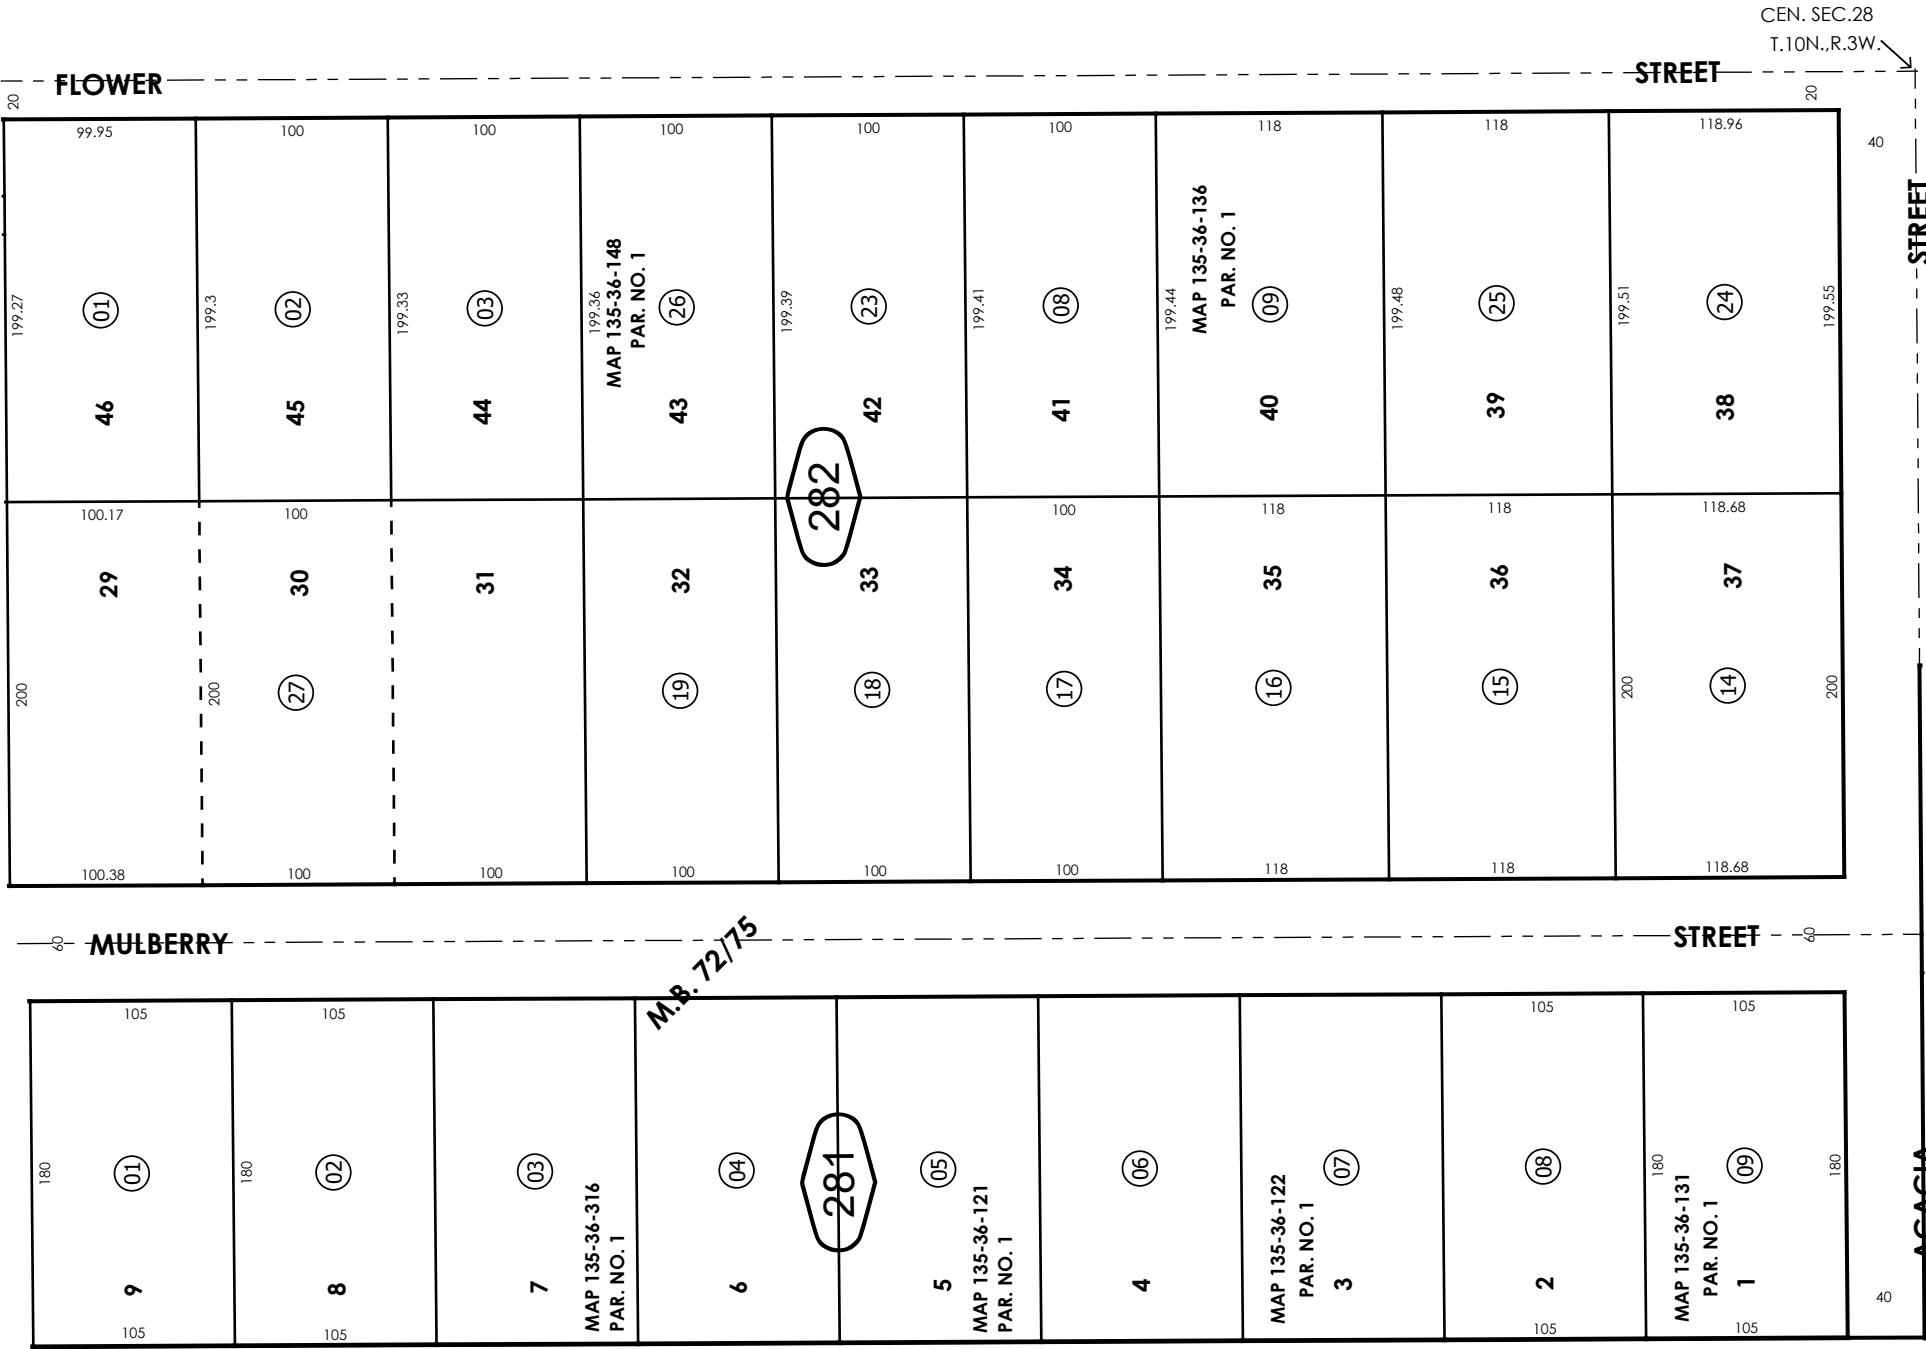 CEN. SEC.28
T.10N.,R.3W.
FLOWER STREET
20 20
99.95 100 100 100 100 100 118 118 118.96
40
STREET
MAP 135-36-148
PAR. NO. 1
MAP 135-36-136
PAR. NO. 1
199.27 01 199.3 02 199.33 03 199.36 26 199.39 23 199.41 08 199.44 09 199.48 25 199.51 24 199.55
46 45 44 43 42 41 40 39 38
282
100.17 100 100 118 118 118.68
29 30 31 32 33 34 35 36 37
200 200 27 19 18 17 16 15 200 14 200
100.38 100 100 100 100 100 118 118 118.68
60 MULBERRY STREET 60
M.B. 72/75
105 105 105 105
180 01 180 02 03 04 05 06 07 08 180 09 180
281
ACACIA
MAP 135-36-316
PAR. NO. 1
MAP 135-36-121
PAR. NO. 1
MAP 135-36-122
PAR. NO. 1
MAP 135-36-131
PAR. NO. 1
9 8 7 6 5 4 3 2 1
40
105 105 105 105